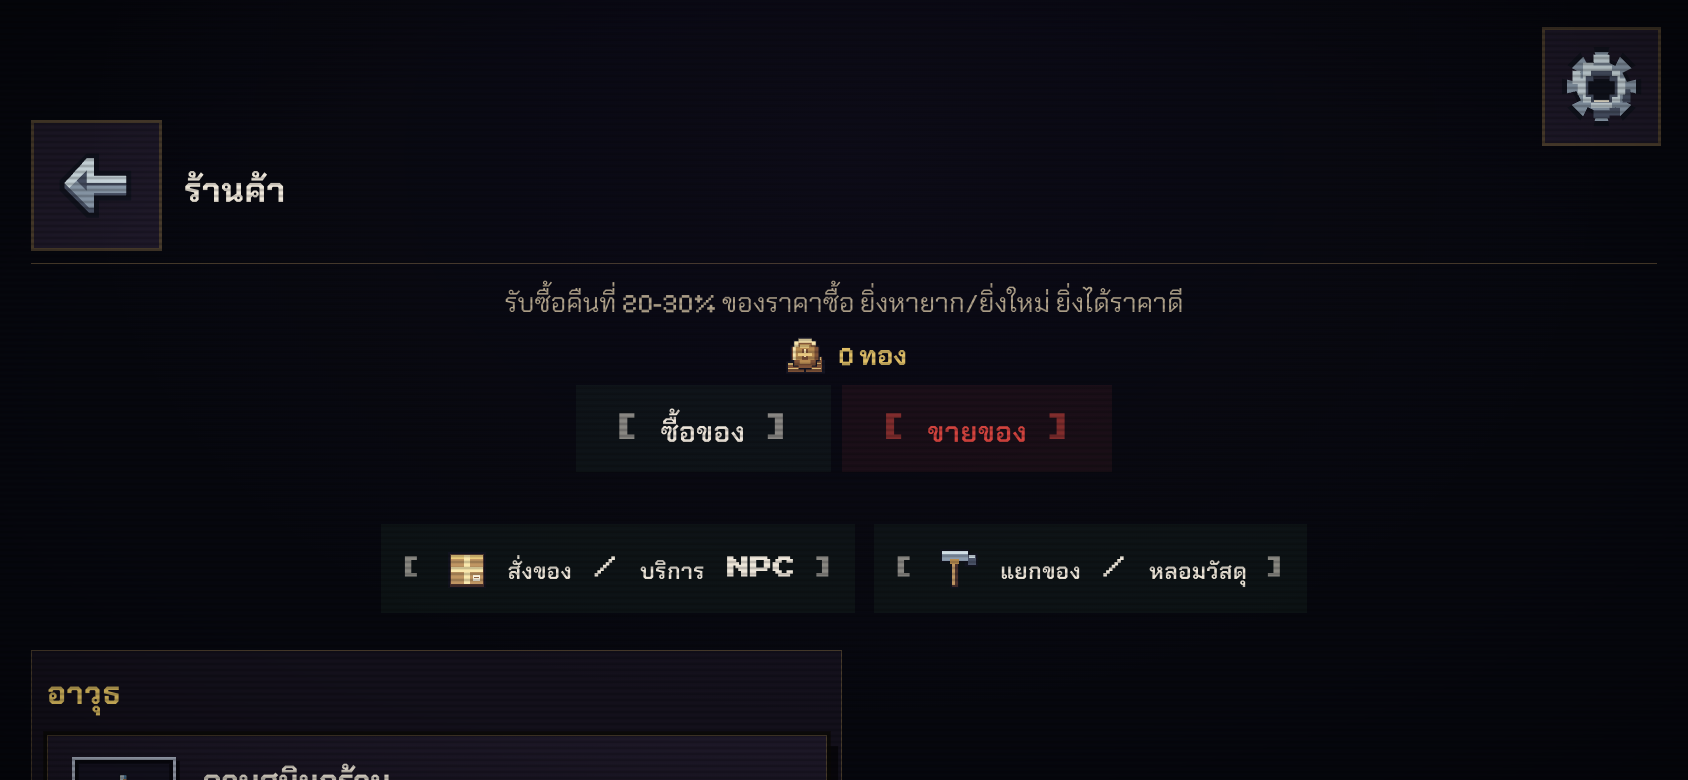 ร้านค้า
รับซื้อคืนที่ 20-30% ของราคาซื้อ ยิ่งหายาก/ยิ่งใหม่ ยิ่งได้ราคาดี
0 ทอง
[ ซื้อของ ] [ ขายของ ]
[ สั่งของ / บริการ NPC ] [ แยกของ / หลอมวัสดุ ]
อาวุธ